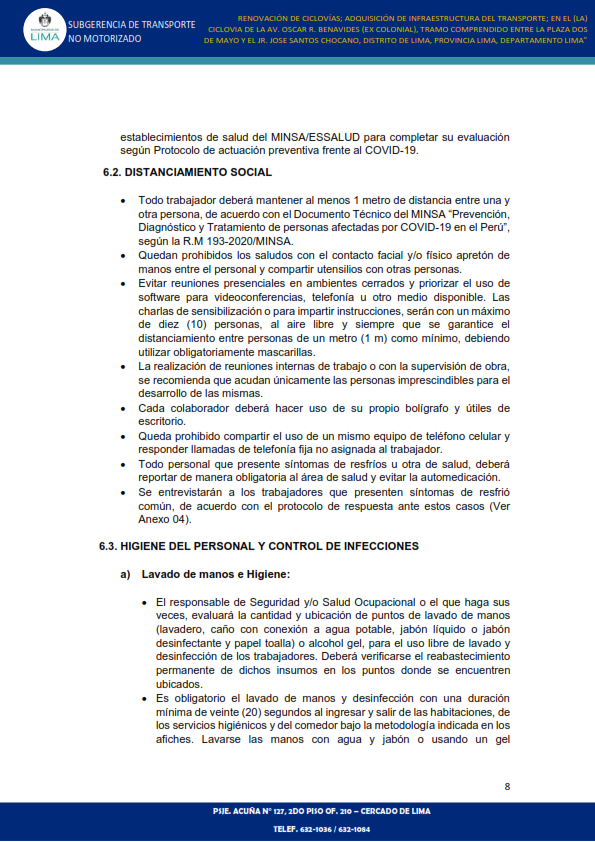 LIMA
SUBGERENCIA DE TRANSPORTE
NO MOTORIZADO
RENOVACIÓN DE CICLOVÍAS; ADQUISICIÓN DE INFRAESTRUCTURA DEL TRANSPORTE; EN EL (LA)
CICLOVIA DE LA AV. OSCAR R. BENAVIDES (EX COLONIAL), TRAMO COMPRENDIDO ENTRE LA PLAZA DOS
DE MAYO Y EL JR. JOSE SANTOS CHOCANO, DISTRITO DE LIMA, PROVINCIA LIMA, DEPARTAMENTO LIMA"
establecimientos de salud del MINSA/ESSALUD para completar su evaluación
según Protocolo de actuación preventiva frente al COVID-19.
6.2. DISTANCIAMIENTO SOCIAL
• Todo trabajador deberá mantener al menos 1 metro de distancia entre una y
otra persona, de acuerdo con el Documento Técnico del MINSA “Prevención,
Diagnóstico y Tratamiento de personas afectadas por COVID-19 en el Perú”,
según la R.M 193-2020/MINSA.
• Quedan prohibidos los saludos con el contacto facial y/o físico apretón de
manos entre el personal y compartir utensilios con otras personas.
• Evitar reuniones presenciales en ambientes cerrados y priorizar el uso de
software para videoconferencias, telefonía u otro medio disponible. Las
charlas de sensibilización o para impartir instrucciones, serán con un máximo
de diez (10) personas, al aire libre y siempre que se garantice el
distanciamiento entre personas de un metro (1 m) como mínimo, debiendo
utilizar obligatoriamente mascarillas.
• La realización de reuniones internas de trabajo o con la supervisión de obra,
se recomienda que acudan únicamente las personas imprescindibles para el
desarrollo de las mismas.
• Cada colaborador deberá hacer uso de su propio bolígrafo y útiles de
escritorio.
• Queda prohibido compartir el uso de un mismo equipo de teléfono celular y
responder llamadas de telefonía fija no asignada al trabajador.
• Todo personal que presente síntomas de resfríos u otra de salud, deberá
reportar de manera obligatoria al área de salud y evitar la automedicación.
• Se entrevistarán a los trabajadores que presenten síntomas de resfrió
común, de acuerdo con el protocolo de respuesta ante estos casos (Ver
Anexo 04).
6.3. HIGIENE DEL PERSONAL Y CONTROL DE INFECCIONES
a) Lavado de manos e Higiene:
• El responsable de Seguridad y/o Salud Ocupacional o el que haga sus
veces, evaluará la cantidad y ubicación de puntos de lavado de manos
(lavadero, caño con conexión a agua potable, jabón líquido o jabón
desinfectante y papel toalla) o alcohol gel, para el uso libre de lavado y
desinfección de los trabajadores. Deberá verificarse el reabastecimiento
permanente de dichos insumos en los puntos donde se encuentren
ubicados.
• Es obligatorio el lavado de manos y desinfección con una duración
mínima de veinte (20) segundos al ingresar y salir de las habitaciones, de
los servicios higiénicos y del comedor bajo la metodología indicada en los
afiches. Lavarse las manos con agua y jabón o usando un gel
8
PSJE. ACUÑA N° 127, 2DO PISO OF. 210 – CERCADO DE LIMA
TELEF. 632-1036 / 632-1084